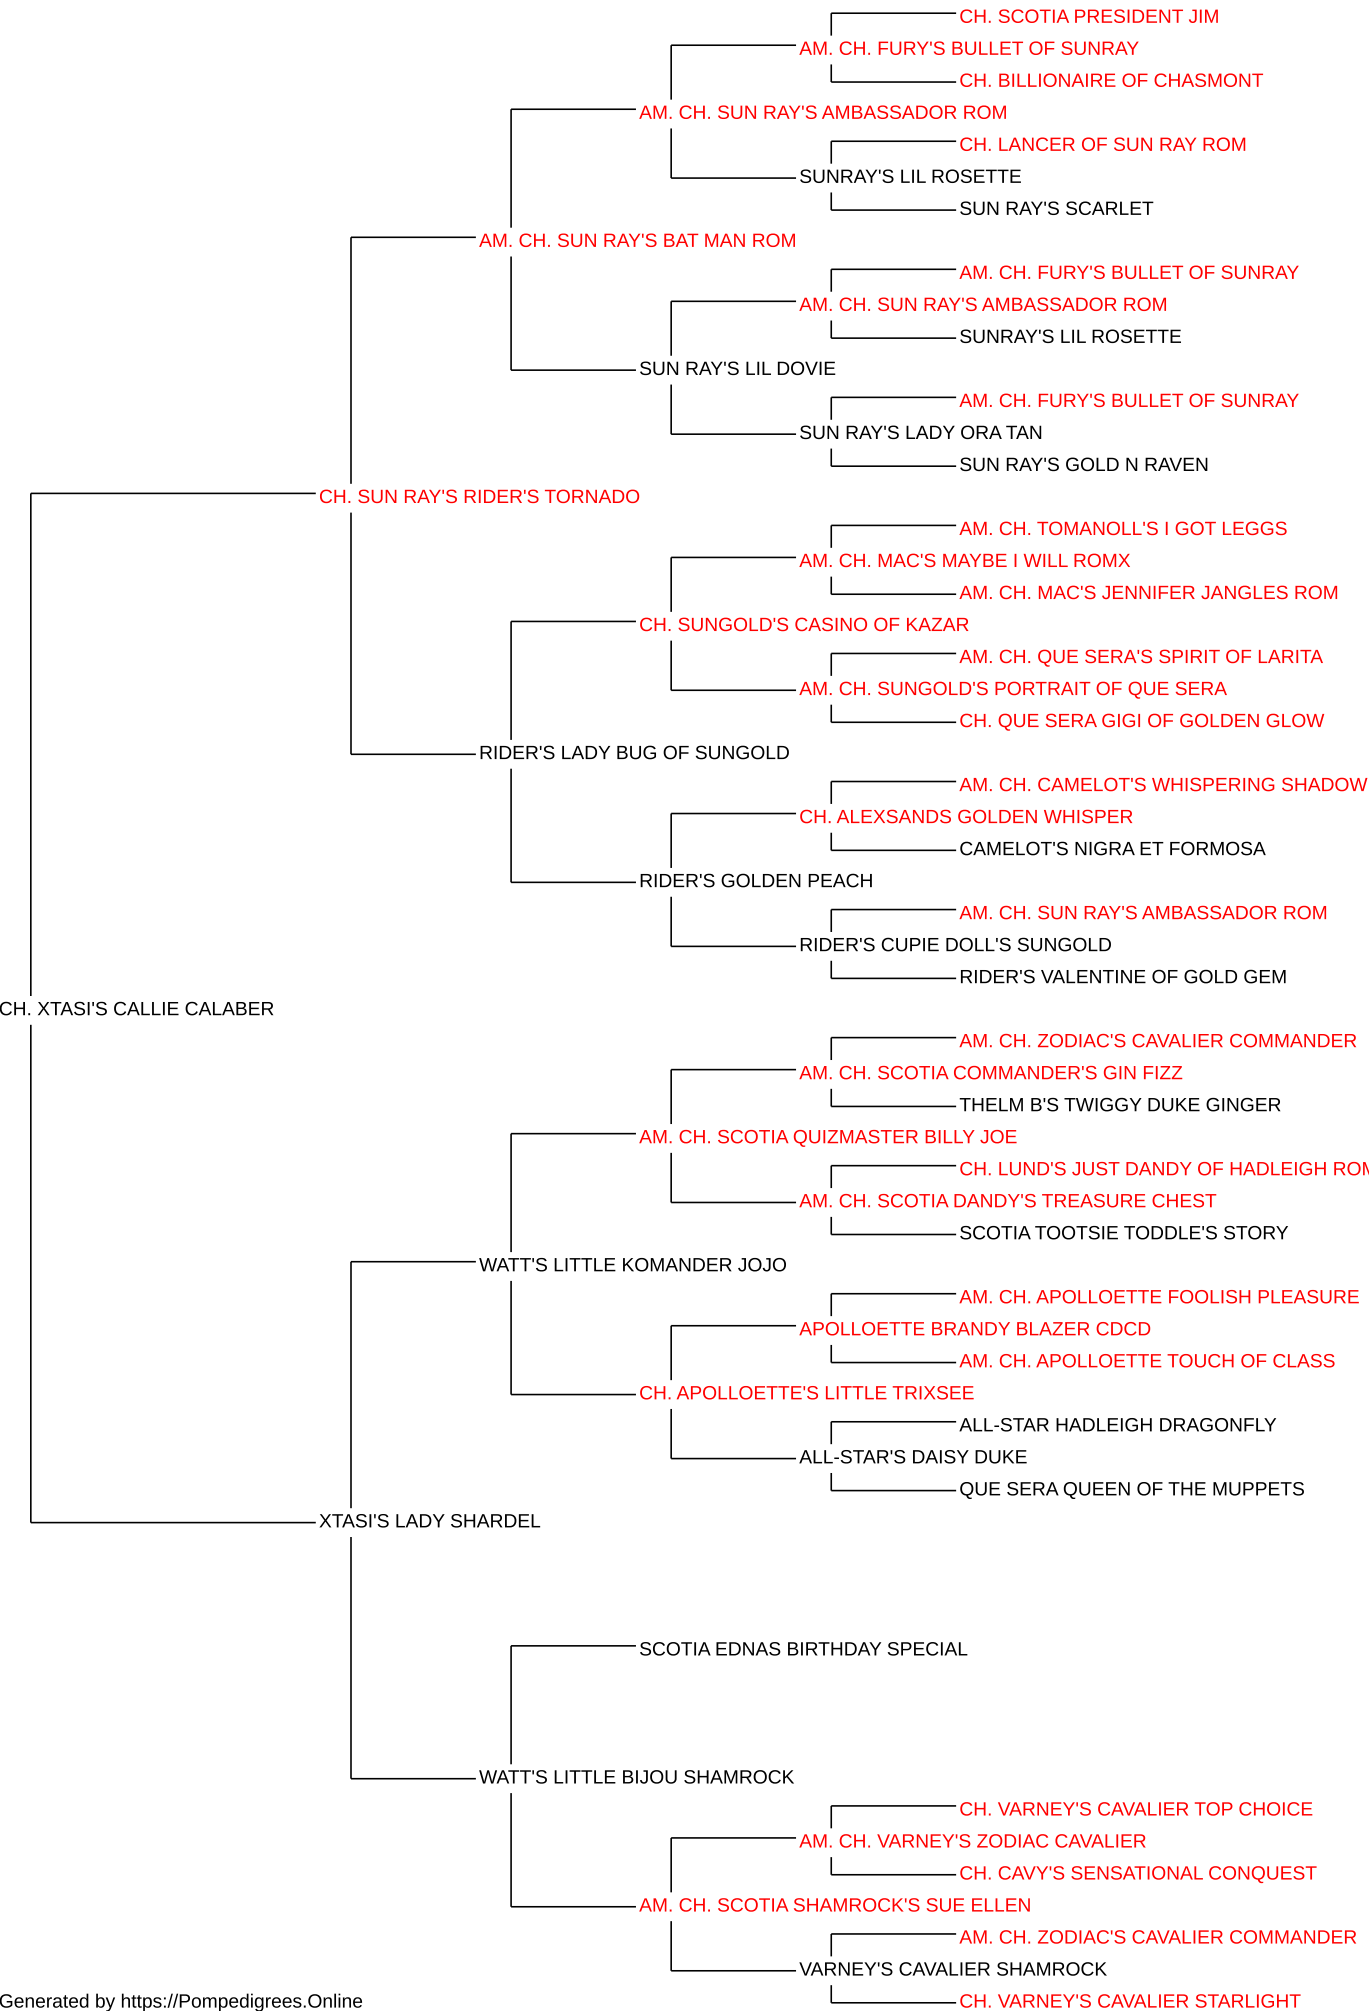 CH. SCOTIA PRESIDENT JIM
AM. CH. FURY'S BULLET OF SUNRAY
CH. BILLIONAIRE OF CHASMONT
AM. CH. SUN RAY'S AMBASSADOR ROM
CH. LANCER OF SUN RAY ROM
SUNRAY'S LIL ROSETTE
SUN RAY'S SCARLET
AM. CH. SUN RAY'S BAT MAN ROM
AM. CH. FURY'S BULLET OF SUNRAY
AM. CH. SUN RAY'S AMBASSADOR ROM
SUNRAY'S LIL ROSETTE
SUN RAY'S LIL DOVIE
AM. CH. FURY'S BULLET OF SUNRAY
SUN RAY'S LADY ORA TAN
SUN RAY'S GOLD N RAVEN
CH. SUN RAY'S RIDER'S TORNADO
AM. CH. TOMANOLL'S I GOT LEGGS
AM. CH. MAC'S MAYBE I WILL ROMX
AM. CH. MAC'S JENNIFER JANGLES ROM
CH. SUNGOLD'S CASINO OF KAZAR
AM. CH. QUE SERA'S SPIRIT OF LARITA
AM. CH. SUNGOLD'S PORTRAIT OF QUE SERA
CH. QUE SERA GIGI OF GOLDEN GLOW
RIDER'S LADY BUG OF SUNGOLD
AM. CH. CAMELOT'S WHISPERING SHADOW
CH. ALEXSANDS GOLDEN WHISPER
CAMELOT'S NIGRA ET FORMOSA
RIDER'S GOLDEN PEACH
AM. CH. SUN RAY'S AMBASSADOR ROM
RIDER'S CUPIE DOLL'S SUNGOLD
RIDER'S VALENTINE OF GOLD GEM
CH. XTASI'S CALLIE CALABER
AM. CH. ZODIAC'S CAVALIER COMMANDER
AM. CH. SCOTIA COMMANDER'S GIN FIZZ
THELM B'S TWIGGY DUKE GINGER
AM. CH. SCOTIA QUIZMASTER BILLY JOE
CH. LUND'S JUST DANDY OF HADLEIGH ROM
AM. CH. SCOTIA DANDY'S TREASURE CHEST
SCOTIA TOOTSIE TODDLE'S STORY
WATT'S LITTLE KOMANDER JOJO
AM. CH. APOLLOETTE FOOLISH PLEASURE
APOLLOETTE BRANDY BLAZER CDCD
AM. CH. APOLLOETTE TOUCH OF CLASS
CH. APOLLOETTE'S LITTLE TRIXSEE
ALL-STAR HADLEIGH DRAGONFLY
ALL-STAR'S DAISY DUKE
QUE SERA QUEEN OF THE MUPPETS
XTASI'S LADY SHARDEL
SCOTIA EDNAS BIRTHDAY SPECIAL
WATT'S LITTLE BIJOU SHAMROCK
CH. VARNEY'S CAVALIER TOP CHOICE
AM. CH. VARNEY'S ZODIAC CAVALIER
CH. CAVY'S SENSATIONAL CONQUEST
AM. CH. SCOTIA SHAMROCK'S SUE ELLEN
AM. CH. ZODIAC'S CAVALIER COMMANDER
VARNEY'S CAVALIER SHAMROCK
CH. VARNEY'S CAVALIER STARLIGHT
Generated by https://Pompedigrees.Online